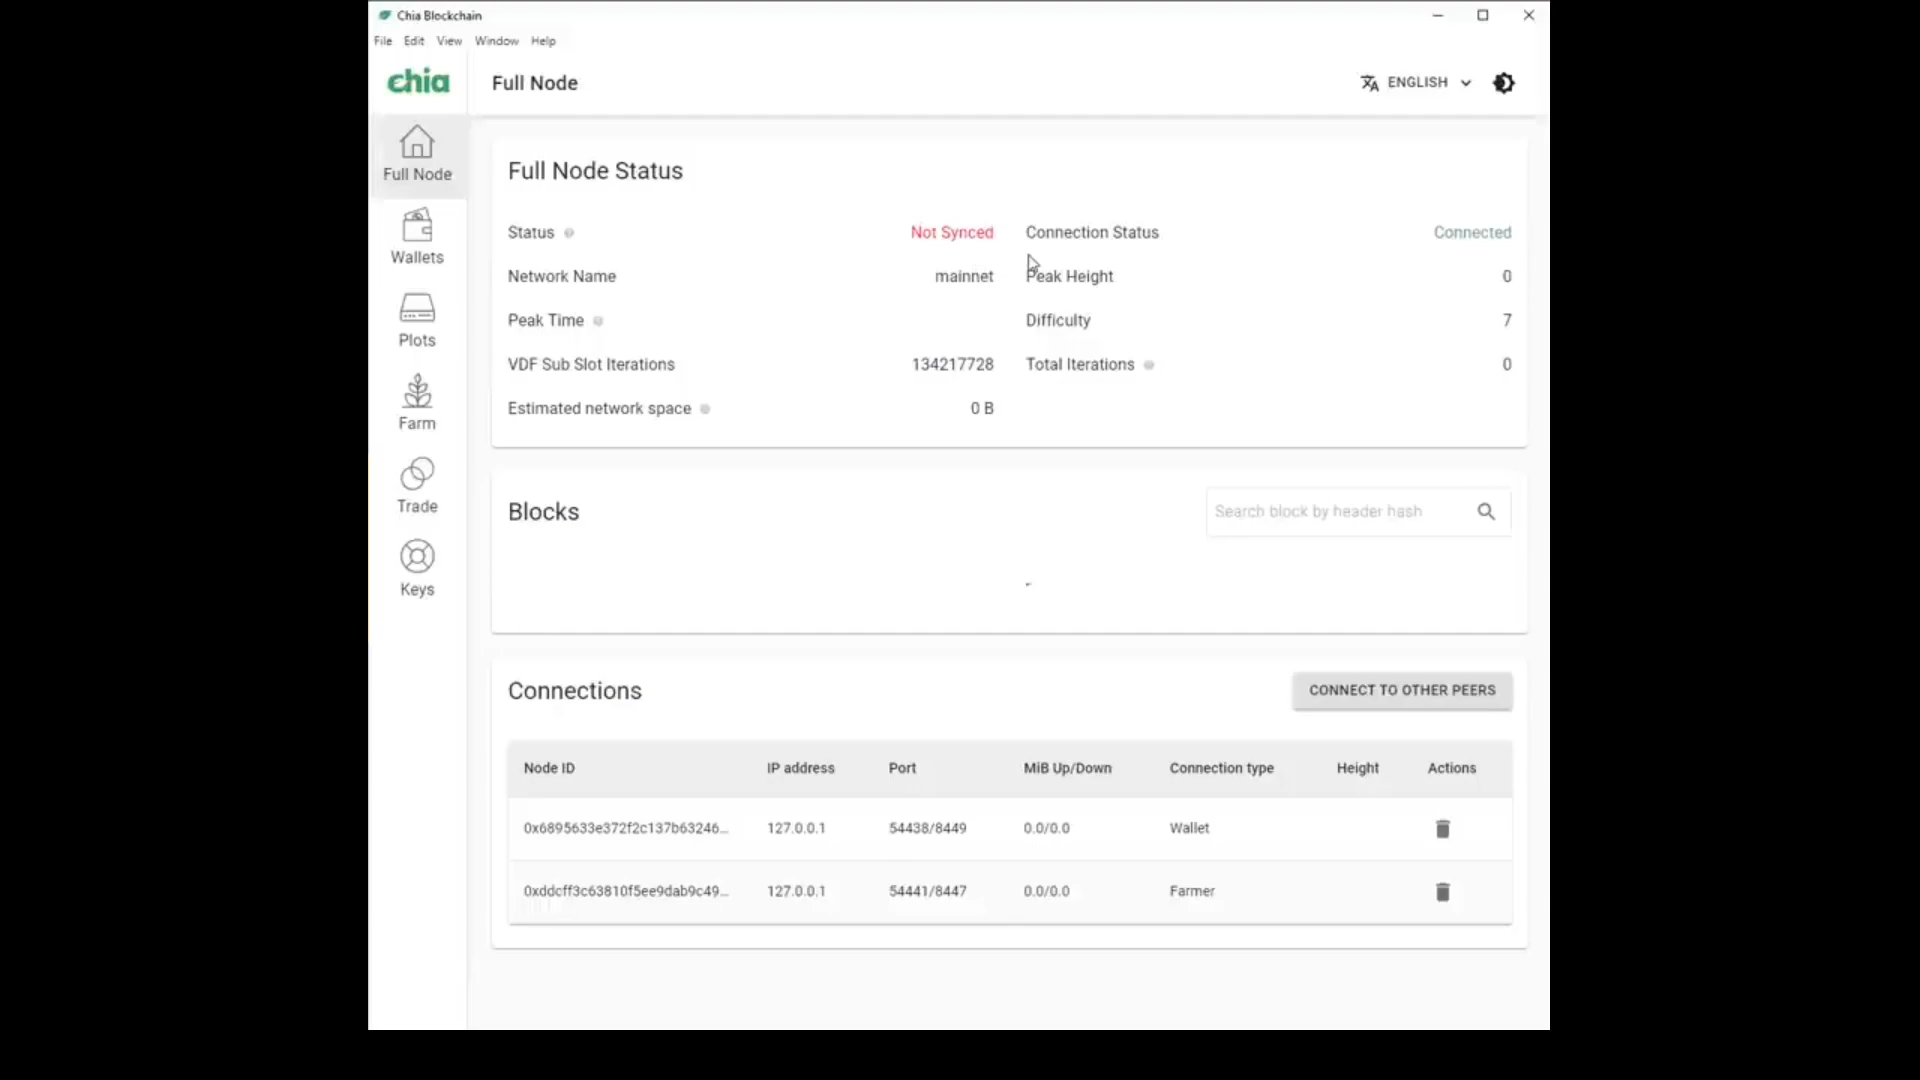 Chia Blockchain
File Edit View Window Help
chia
Full Node
ENGLISH
Full Node
Wallets
Plots
Farm
Trade
Keys
Full Node Status
Status Not Synced Connection Status Connected
Network Name mainnet Peak Height 0
Peak Time Difficulty 7
VDF Sub Slot Iterations 134217728 Total Iterations 0
Estimated network space 0 B
Blocks
Search block by header hash
Connections
CONNECT TO OTHER PEERS
Node ID IP address Port MiB Up/Down Connection type Height Actions
0x6895633e372f2c137b63246... 127.0.0.1 54438/8449 0.0/0.0 Wallet
0xddcff3c63810f5ee9dab9c49... 127.0.0.1 54441/8447 0.0/0.0 Farmer